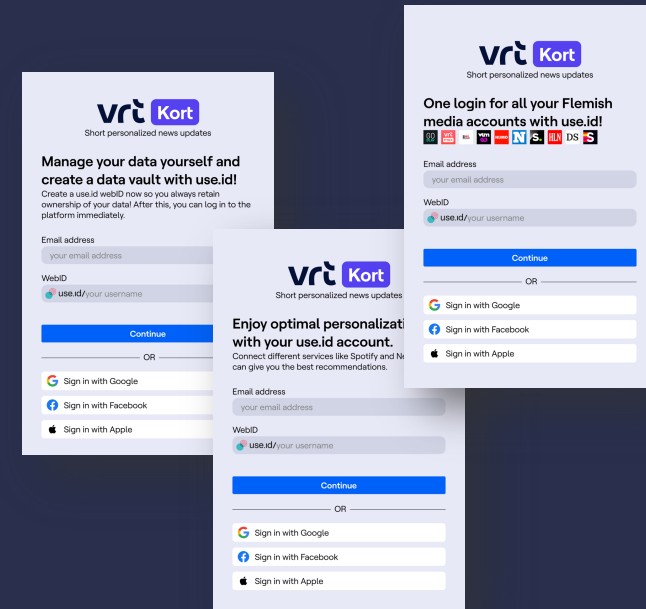 vrt Kort
Short personalized news updates
Manage your data yourself and
create a data vault with use.id!
Create a use.id webID now so you always retain
ownership of your data! After this, you can log in to the
platform immediately.
Email address
your email address
WebID
use.id/your username
Continue
OR
Sign in with Google
Sign in with Facebook
Sign in with Apple
vrt Kort
Short personalized news updates
Enjoy optimal personalizati
with your use.id account.
Connect different services like Spotify and Ne
can give you the best recommendations.
Email address
your email address
WebID
use.id/your username
Continue
OR
Sign in with Google
Sign in with Facebook
Sign in with Apple
vrt Kort
Short personalized news updates
One login for all your Flemish
media accounts with use.id!
GO vrt vtm HUMO N S. HLN DS S
Email address
your email address
WebID
use.id/your username
Continue
OR
Sign in with Google
Sign in with Facebook
Sign in with Apple